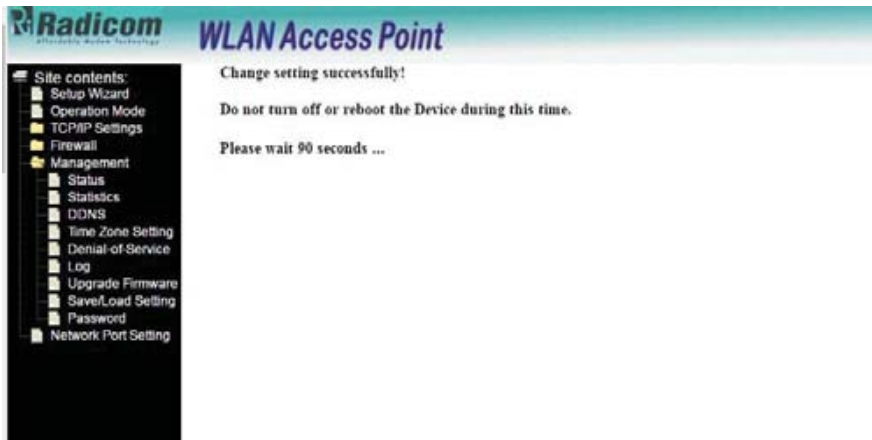 Radicom
Affordable Modem Technology
WLAN Access Point
Site contents:
Setup Wizard
Operation Mode
TCP/IP Settings
Firewall
Management
Status
Statistics
DDNS
Time Zone Setting
Denial-of-Service
Log
Upgrade Firmware
Save/Load Setting
Password
Network Port Setting
Change setting successfully!
Do not turn off or reboot the Device during this time.
Please wait 90 seconds ...